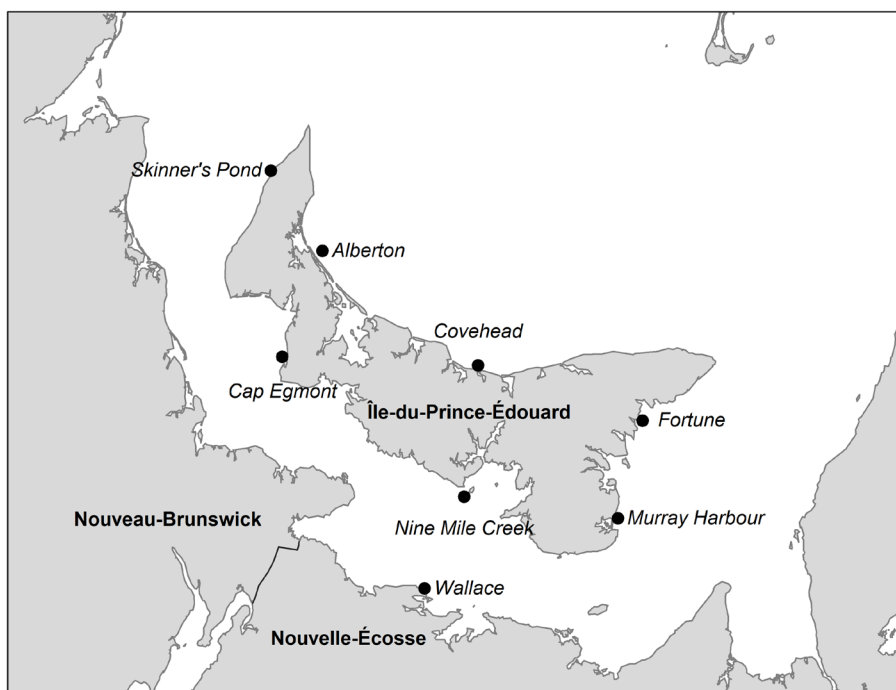 Skinner's Pond
Alberton
Covehead
Cap Egmont
Île-du-Prince-Édouard
Fortune
Nouveau-Brunswick
Nine Mile Creek
Murray Harbour
Wallace
Nouvelle-Écosse